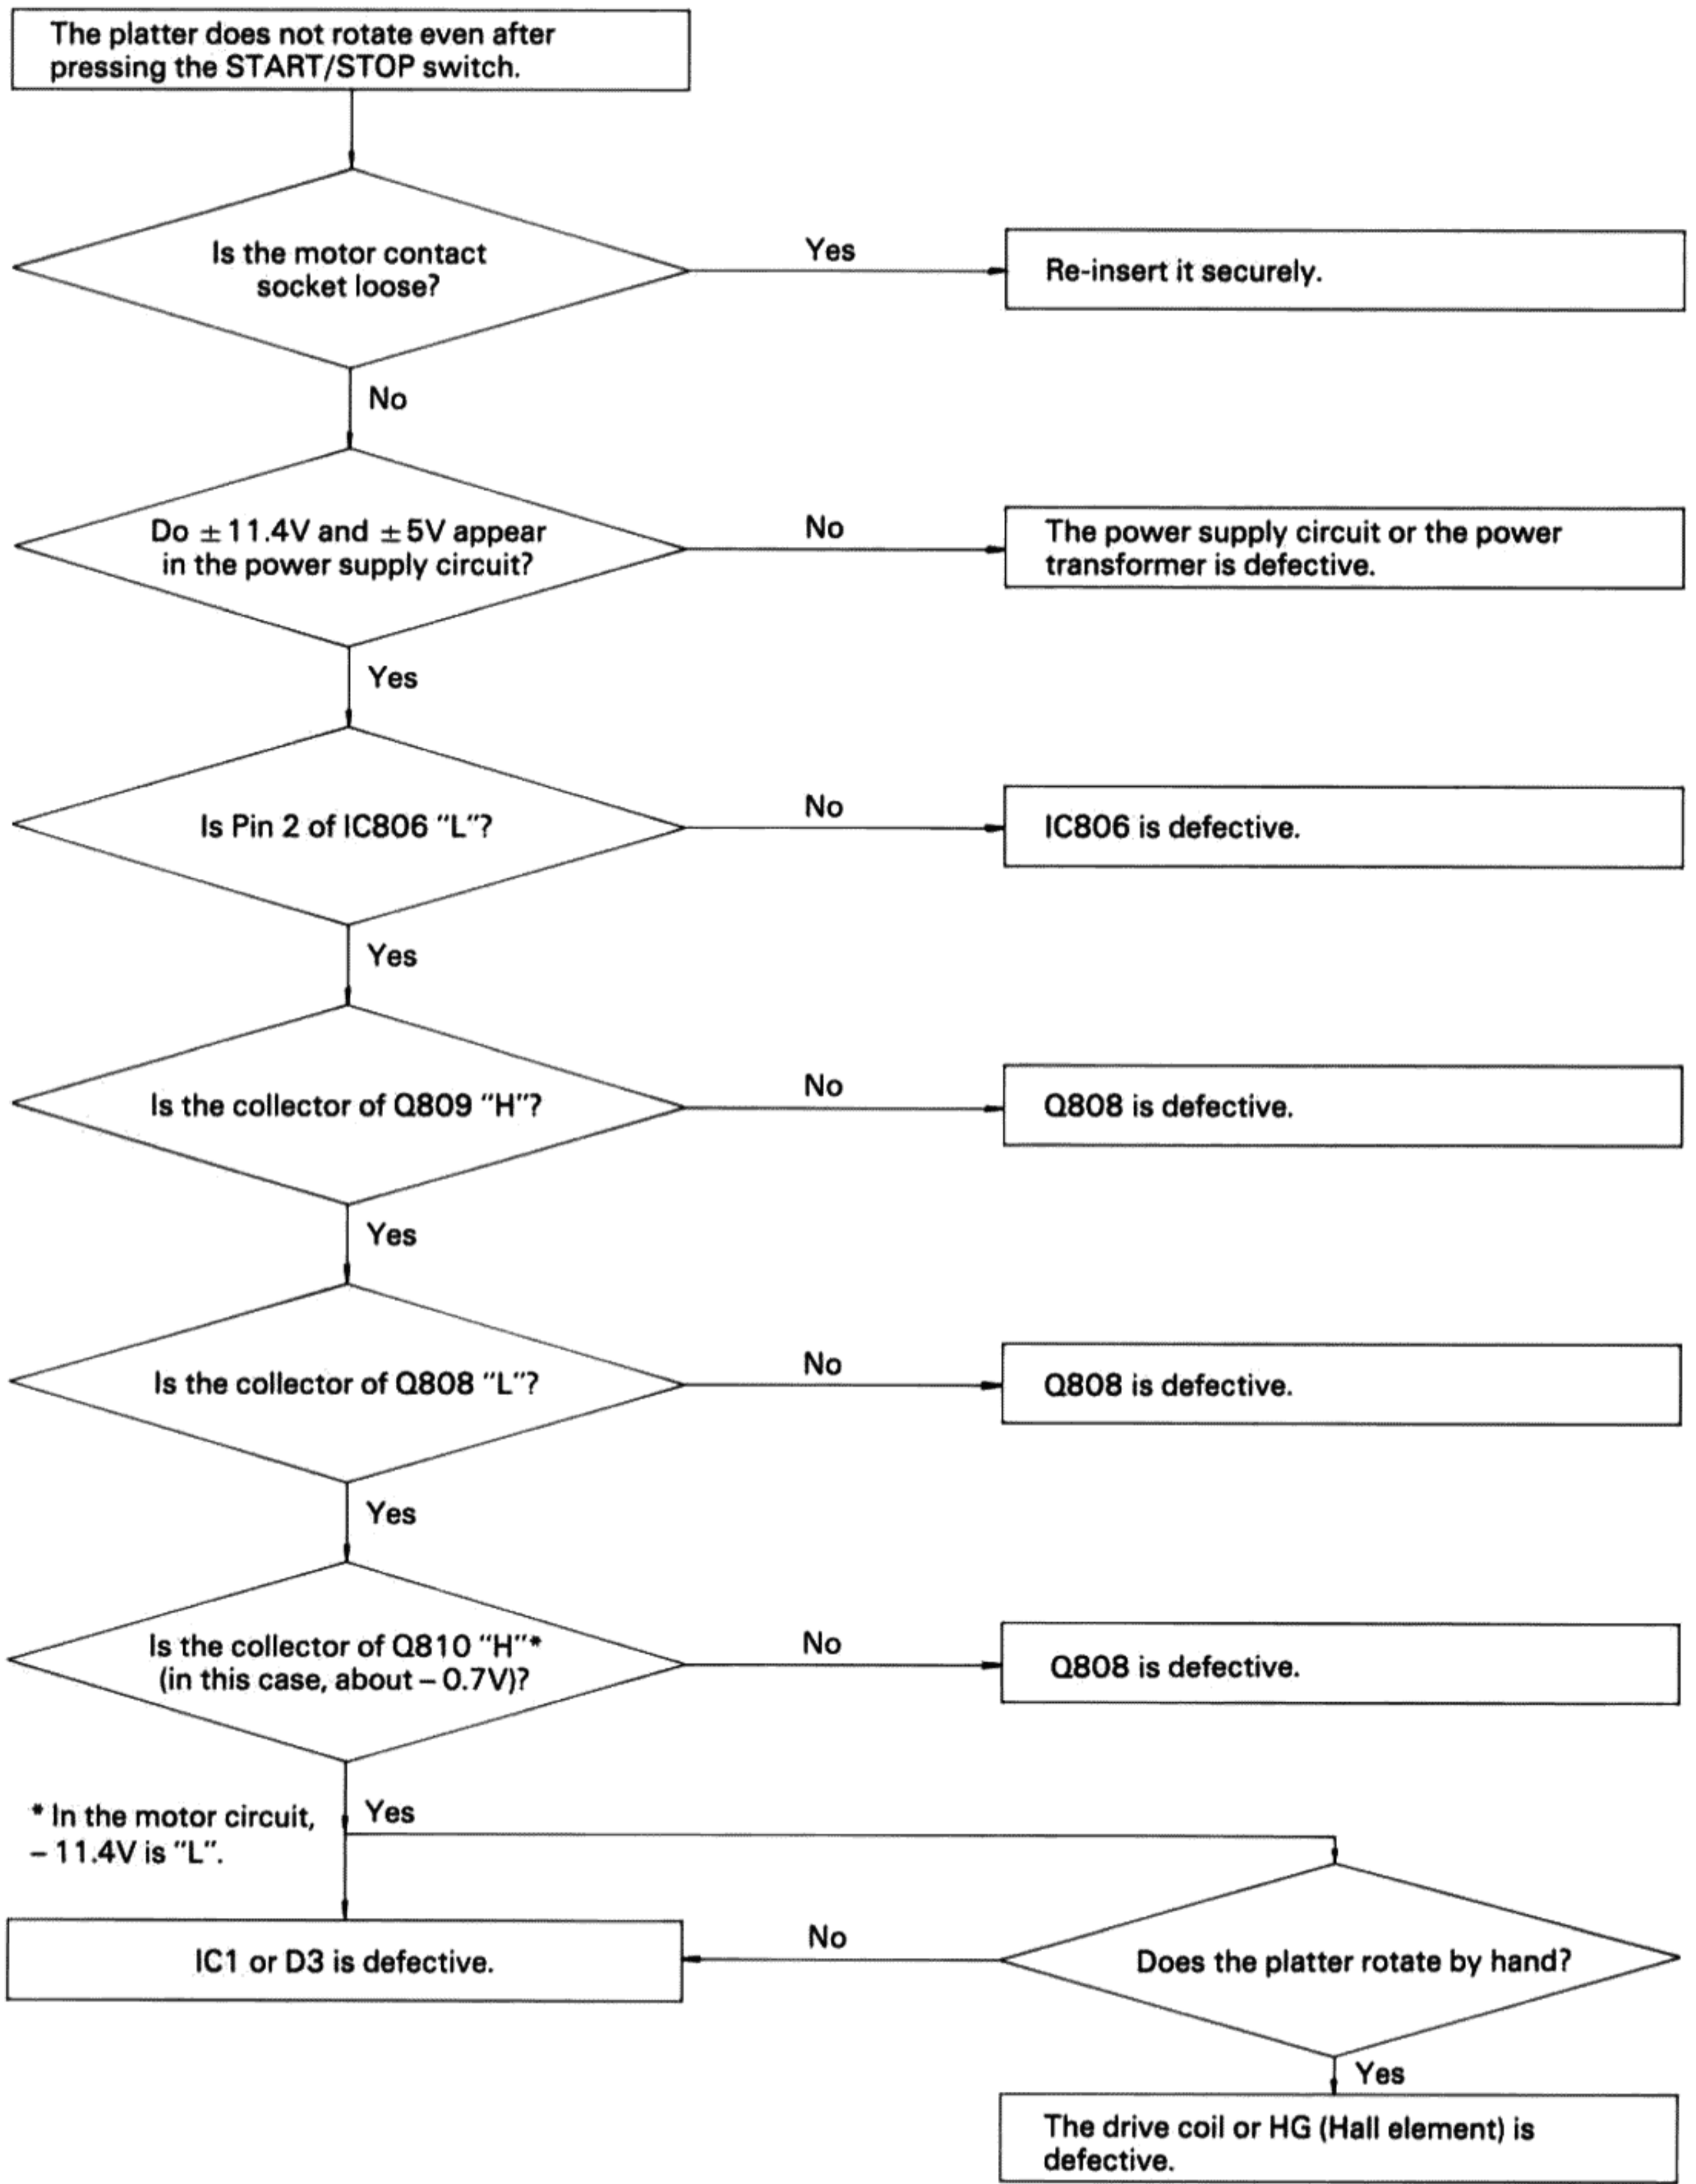 The platter does not rotate even after
pressing the START/STOP switch.
Is the motor contact
socket loose?
Yes
Re-insert it securely.
No
Do ±11.4V and ±5V appear
in the power supply circuit?
No
The power supply circuit or the power
transformer is defective.
Yes
Is Pin 2 of IC806 "L"?
No
IC806 is defective.
Yes
Is the collector of Q809 "H"?
No
Q808 is defective.
Yes
Is the collector of Q808 "L"?
No
Q808 is defective.
Yes
Is the collector of Q810 "H"*
(in this case, about – 0.7V)?
No
Q808 is defective.
* In the motor circuit,
– 11.4V is "L".
Yes
IC1 or D3 is defective.
No
Does the platter rotate by hand?
Yes
The drive coil or HG (Hall element) is
defective.